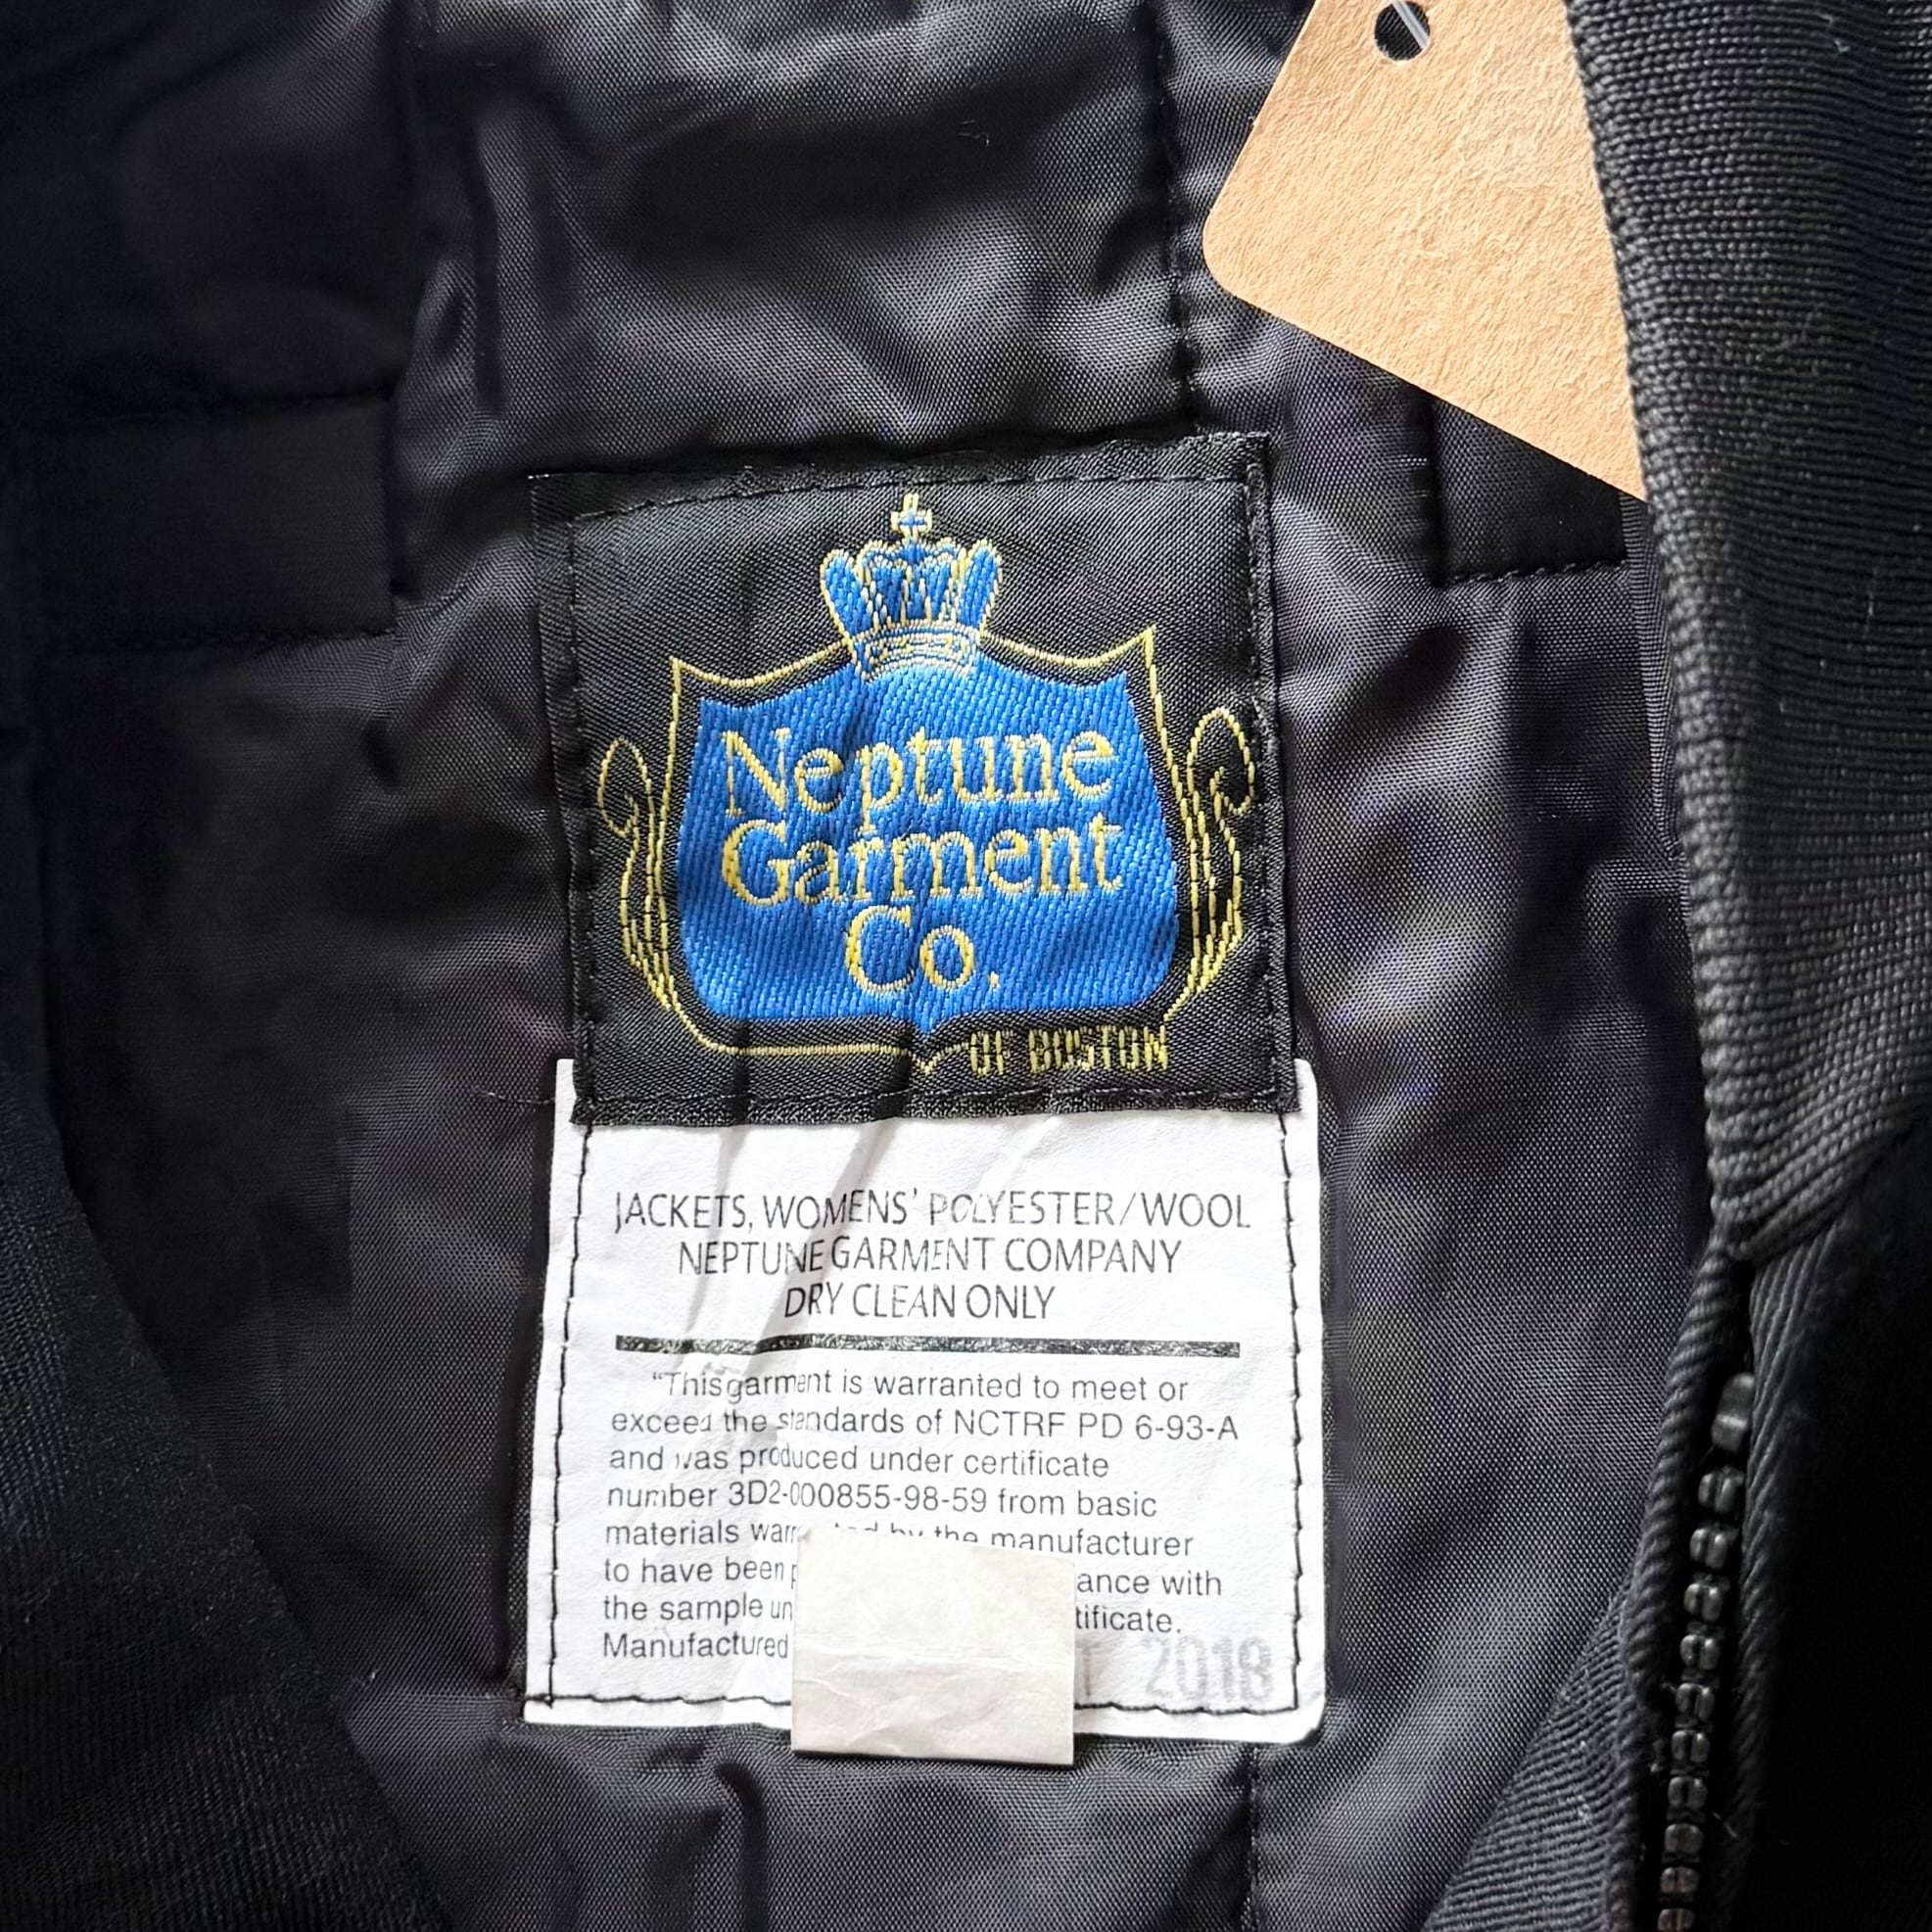 Neptune
Garment
Co.
OF BOSTON
JACKETS, WOMENS' POLYESTER/WOOL
NEPTUNE GARMENT COMPANY
DRY CLEAN ONLY
"This garment is warranted to meet or
exceed the standards of NCTRF PD 6-93-A
and was produced under certificate
number 3D2-000855-98-59 from basic
materials by the manufacturer
to have been ance with
the sample un tificate.
Manufactured 2018